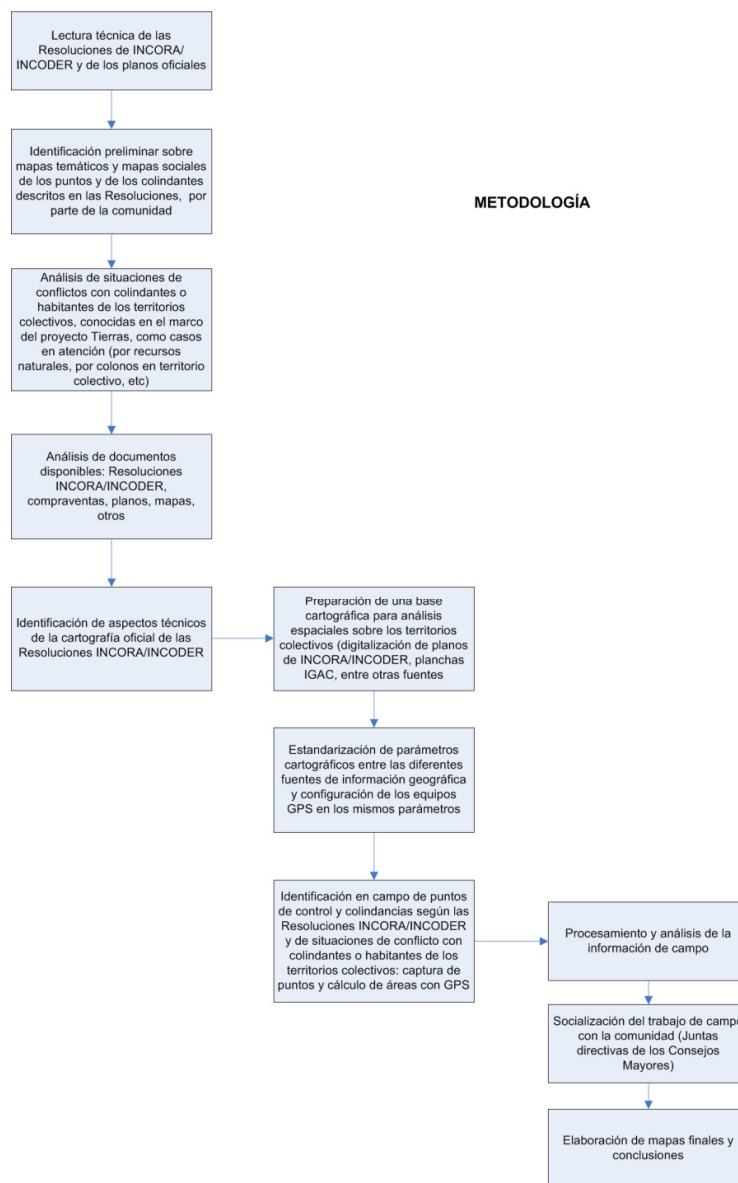 Lectura técnica de las
Resoluciones de INCORA/
INCODER y de los planos oficiales
Identificación preliminar sobre
mapas temáticos y mapas sociales
de los puntos y de los colindantes
descritos en las Resoluciones, por
parte de la comunidad
METODOLOGÍA
Análisis de situaciones de
conflictos con colindantes o
habitantes de los territorios
colectivos, conocidas en el marco
del proyecto Tierras, como casos
en atención (por recursos
naturales, por colonos en territorio
colectivo, etc)
Análisis de documentos
disponibles: Resoluciones
INCORA/INCODER,
compraventas, planos, mapas,
otros
Identificación de aspectos técnicos
de la cartografía oficial de las
Resoluciones INCORA/INCODER
Preparación de una base
cartográfica para análisis
espaciales sobre los territorios
colectivos (digitalización de planos
de INCORA/INCODER, planchas
IGAC, entre otras fuentes
Estandarización de parámetros
cartográficos entre las diferentes
fuentes de información geográfica
y configuración de los equipos
GPS en los mismos parámetros
Identificación en campo de puntos
de control y colindancias según las
Resoluciones INCORA/INCODER
y de situaciones de conflicto con
colindantes o habitantes de los
territorios colectivos: captura de
puntos y cálculo de áreas con GPS
Procesamiento y análisis de la
información de campo
Socialización del trabajo de campo
con la comunidad (Juntas
directivas de los Consejos
Mayores)
Elaboración de mapas finales y
conclusiones